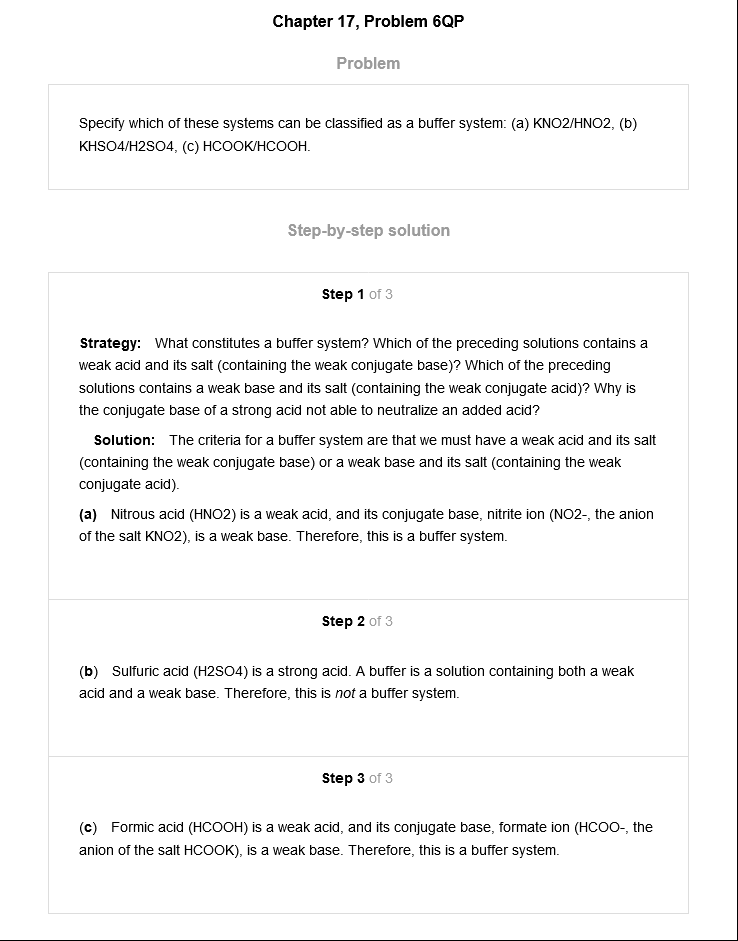 Chapter 17, Problem 6QP
Problem
Specify which of these systems can be classified as a buffer system: (a) KNO2/HNO2, (b)
KHSO4/H2SO4, (c) HCOOK/HCOOH.
Step-by-step solution
Step 1 of 3
Strategy: What constitutes a buffer system? Which of the preceding solutions contains a
weak acid and its salt (containing the weak conjugate base)? Which of the preceding
solutions contains a weak base and its salt (containing the weak conjugate acid)? Why is
the conjugate base of a strong acid not able to neutralize an added acid?
Solution: The criteria for a buffer system are that we must have a weak acid and its salt
(containing the weak conjugate base) or a weak base and its salt (containing the weak
conjugate acid).
(a) Nitrous acid (HNO2) is a weak acid, and its conjugate base, nitrite ion (NO2-, the anion
of the salt KNO2), is a weak base. Therefore, this is a buffer system.
Step 2 of 3
(b) Sulfuric acid (H2SO4) is a strong acid. A buffer is a solution containing both a weak
acid and a weak base. Therefore, this is not a buffer system.
Step 3 of 3
(c) Formic acid (HCOOH) is a weak acid, and its conjugate base, formate ion (HCOO-, the
anion of the salt HCOOK), is a weak base. Therefore, this is a buffer system.